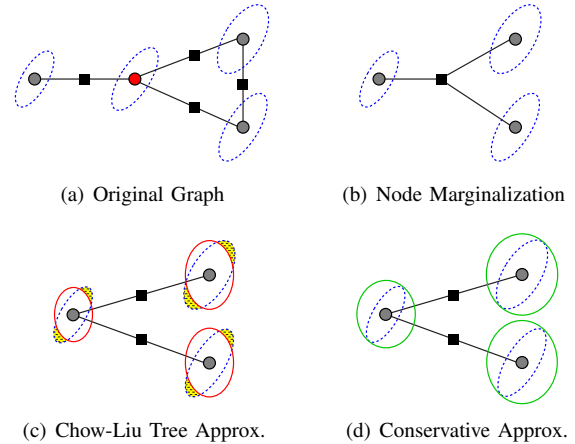 (a) Original Graph
(b) Node Marginalization
(c) Chow-Liu Tree Approx.
(d) Conservative Approx.